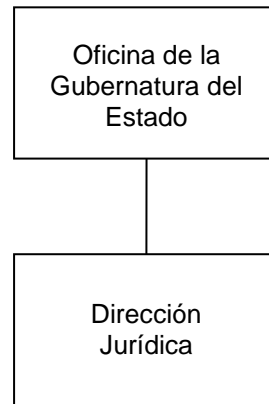 Oficina de la
Gubernatura del
Estado
Dirección
Jurídica